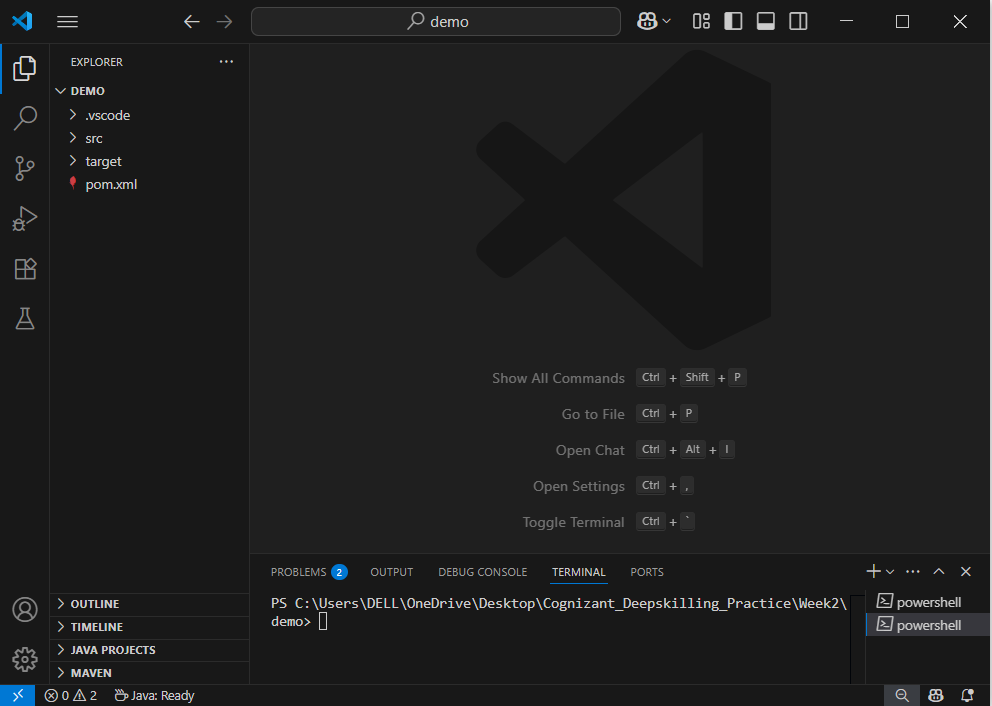 demo
EXPLORER
DEMO
.vscode
src
target
pom.xml
Show All Commands Ctrl + Shift + P
Go to File Ctrl + P
Open Chat Ctrl + Alt + I
Open Settings Ctrl + ,
Toggle Terminal Ctrl + `
PROBLEMS 2 OUTPUT DEBUG CONSOLE TERMINAL PORTS
PS C:\Users\DELL\OneDrive\Desktop\Cognizant_Deepskilling_Practice\Week2\
demo>
powershell
powershell
OUTLINE
TIMELINE
JAVA PROJECTS
MAVEN
0 2 Java: Ready